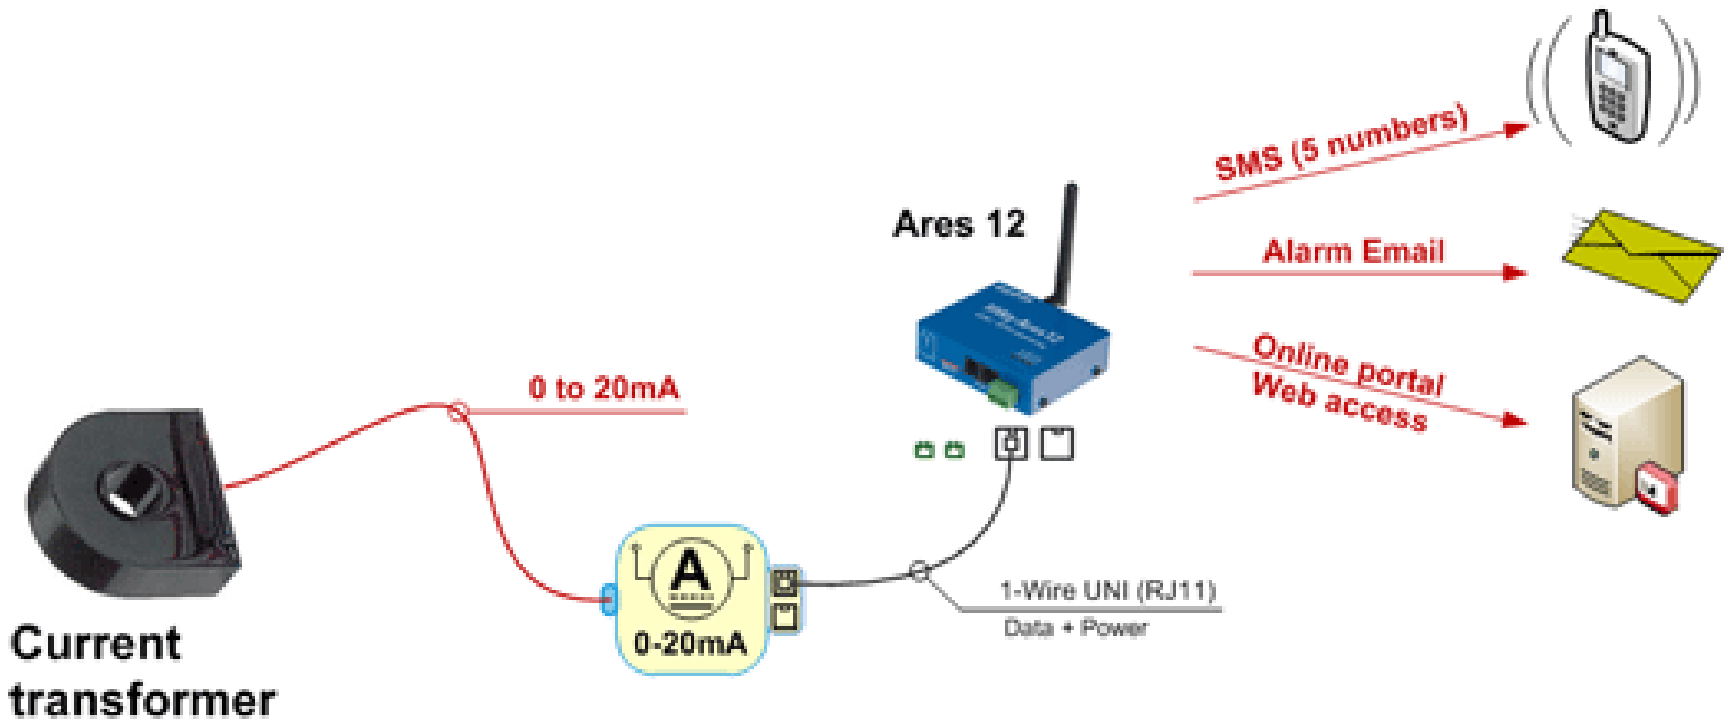 SMS (5 numbers)
Ares 12
Alarm Email
Online portal
Web access
0 to 20mA
A
0-20mA
1-Wire UNI (RJ11)
Data + Power
Current
transformer